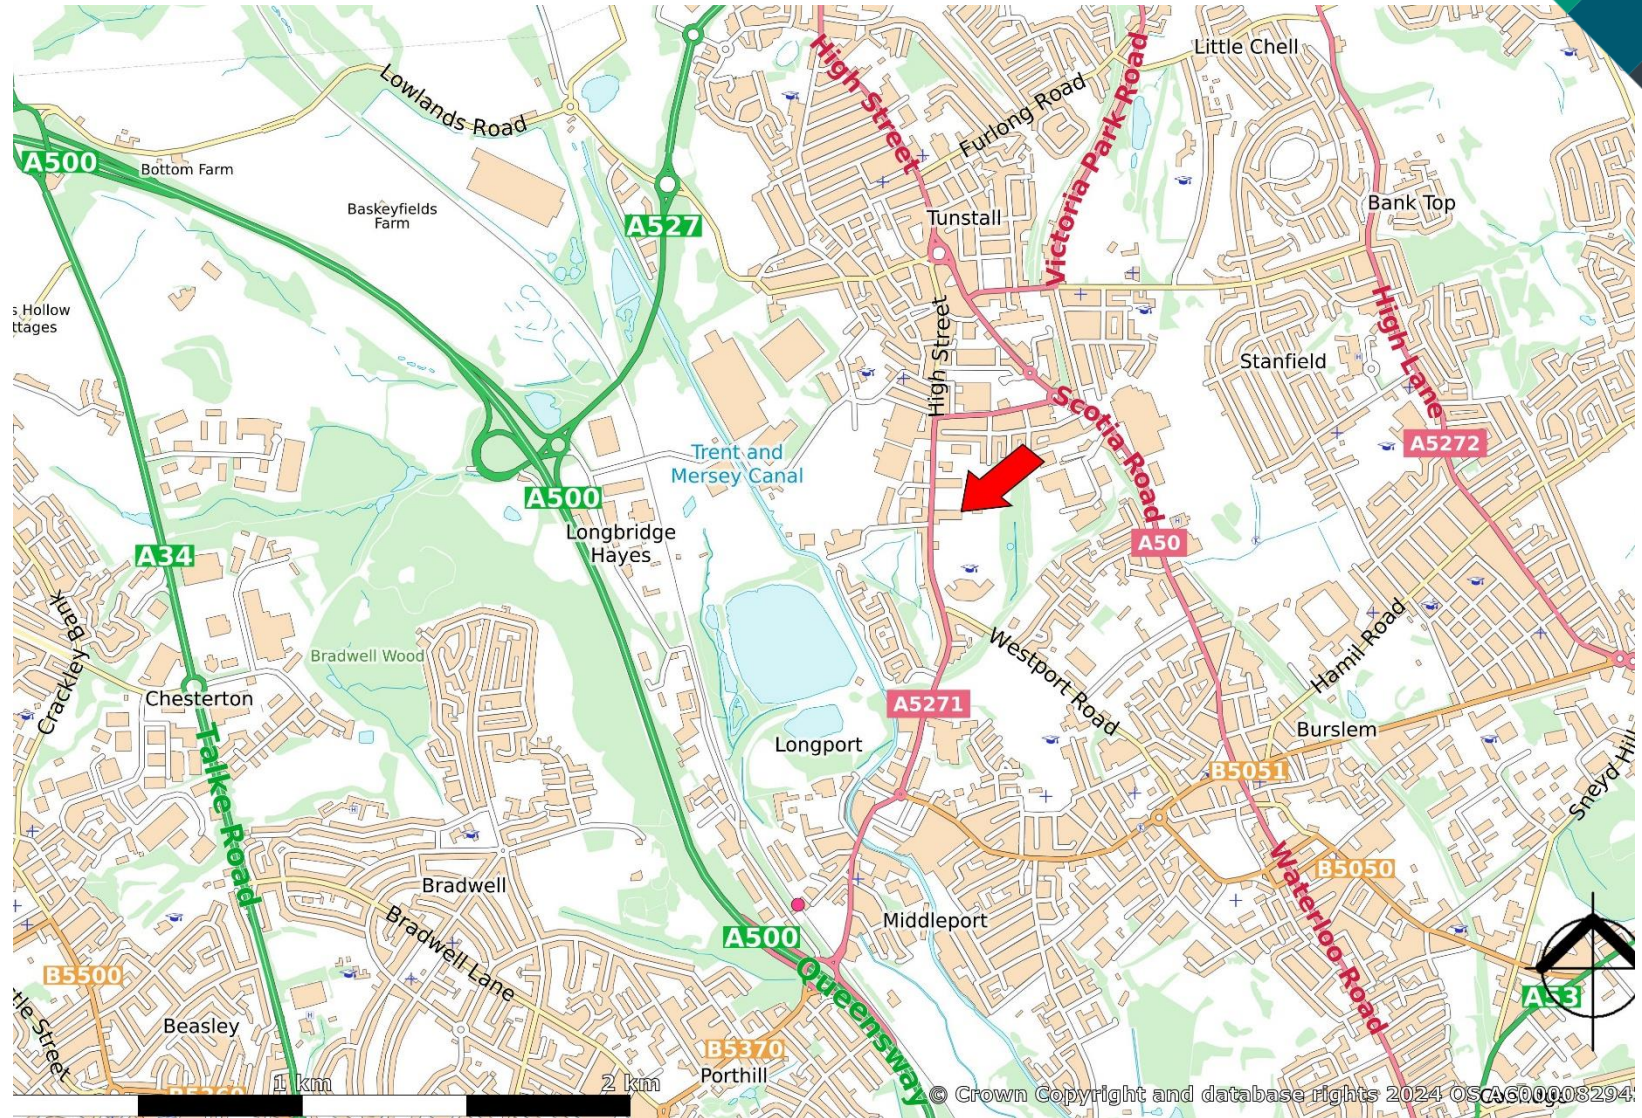 High Street
Little Chell
Lowlands Road
Furlong Road
Victoria Park Road
A500
Bottom Farm
Baskeyfields
Farm
A527
Tunstall
Bank Top
s Hollow
ttages
High Street
High Lane
Stanfield
Scotia Road
A5272
Trent and
Mersey Canal
A500
Longbridge
Hayes
A34
A50
Crackley Bank
Bradwell Wood
Westport Road
Hamil Road
Chesterton
A5271
Longport
Burslem
B5051
Sneyd Hill
Talke Road
Bradwell
B5050
Waterloo Road
Bradwell Lane
Middleport
A500
Queensway
B5500
A53
tle Street
Beasley
B5370
Porthill
1 km
2 km
© Crown Copyright and database rights 2024 OS